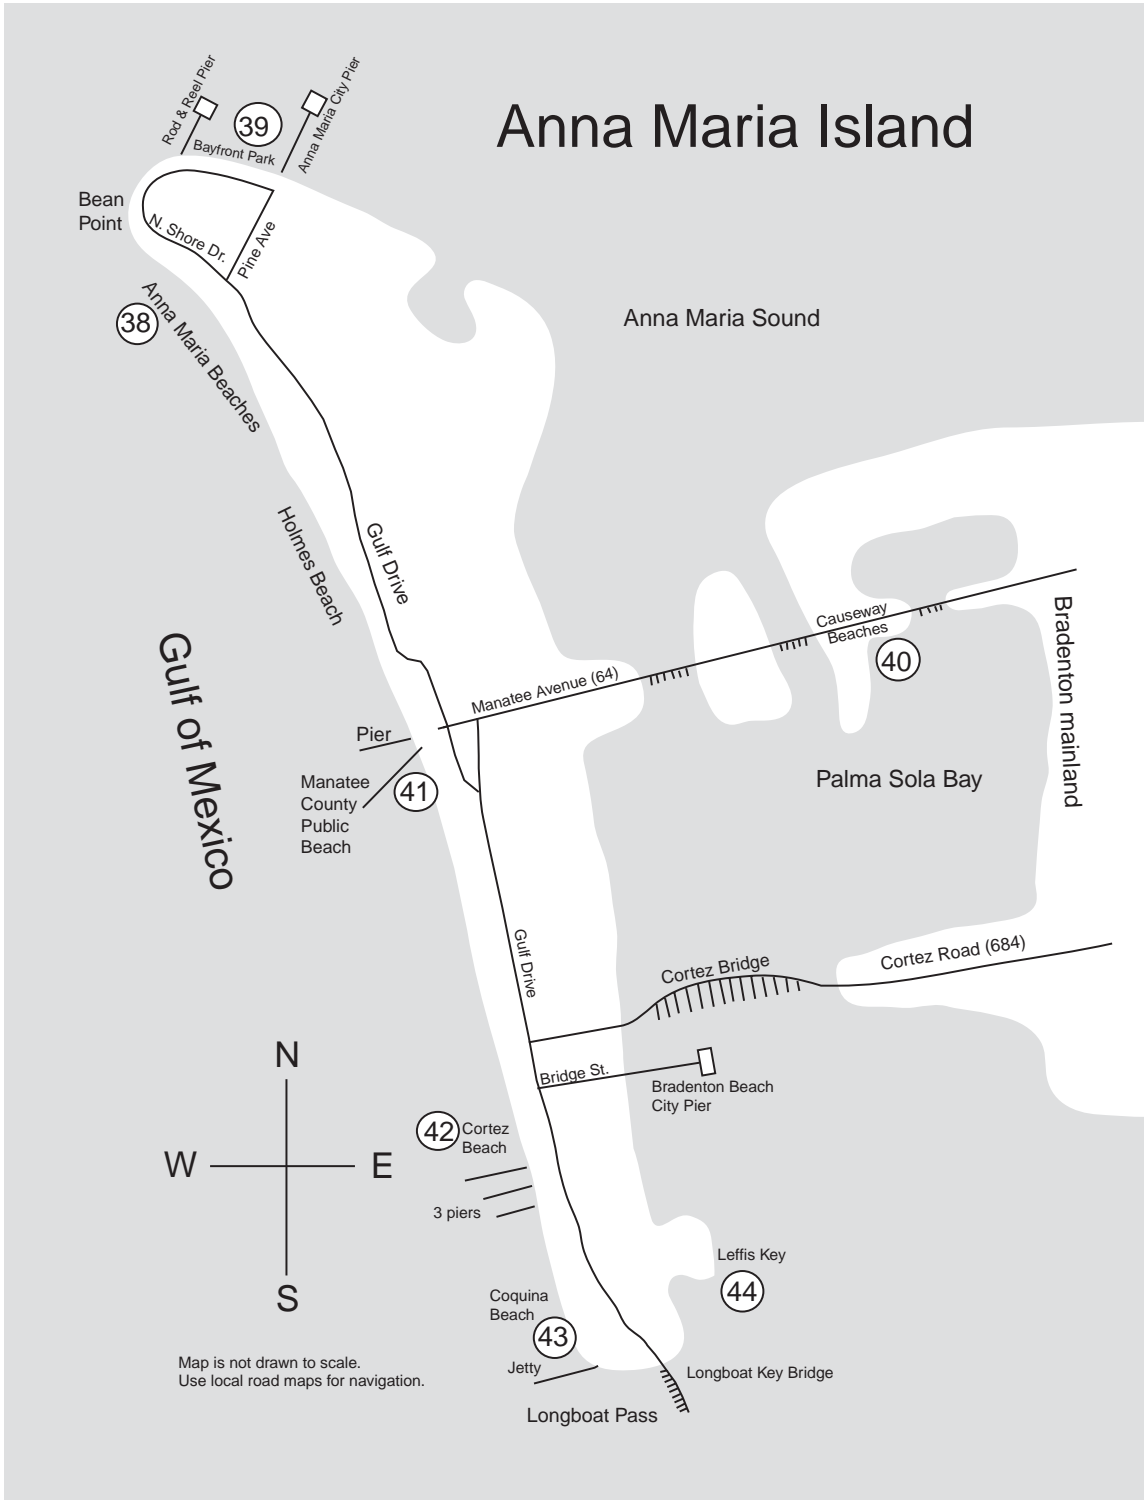 Anna Maria Island
Rod & Reel Pier
39
Bayfront Park
Anna Maria City Pier
Bean
Point
N. Shore Dr.
Pine Ave
38
Anna Maria Beaches
Anna Maria Sound
Holmes Beach
Gulf Drive
Gulf of Mexico
Causeway
Beaches
40
Bradenton mainland
Manatee Avenue (64)
Pier
Manatee
County
Public
Beach
41
Palma Sola Bay
Gulf Drive
Cortez Bridge
Cortez Road (684)
Bridge St.
Bradenton Beach
City Pier
N
W
E
S
42
Cortez
Beach
3 piers
Leffis Key
44
Coquina
Beach
43
Jetty
Longboat Key Bridge
Longboat Pass
Map is not drawn to scale.
Use local road maps for navigation.